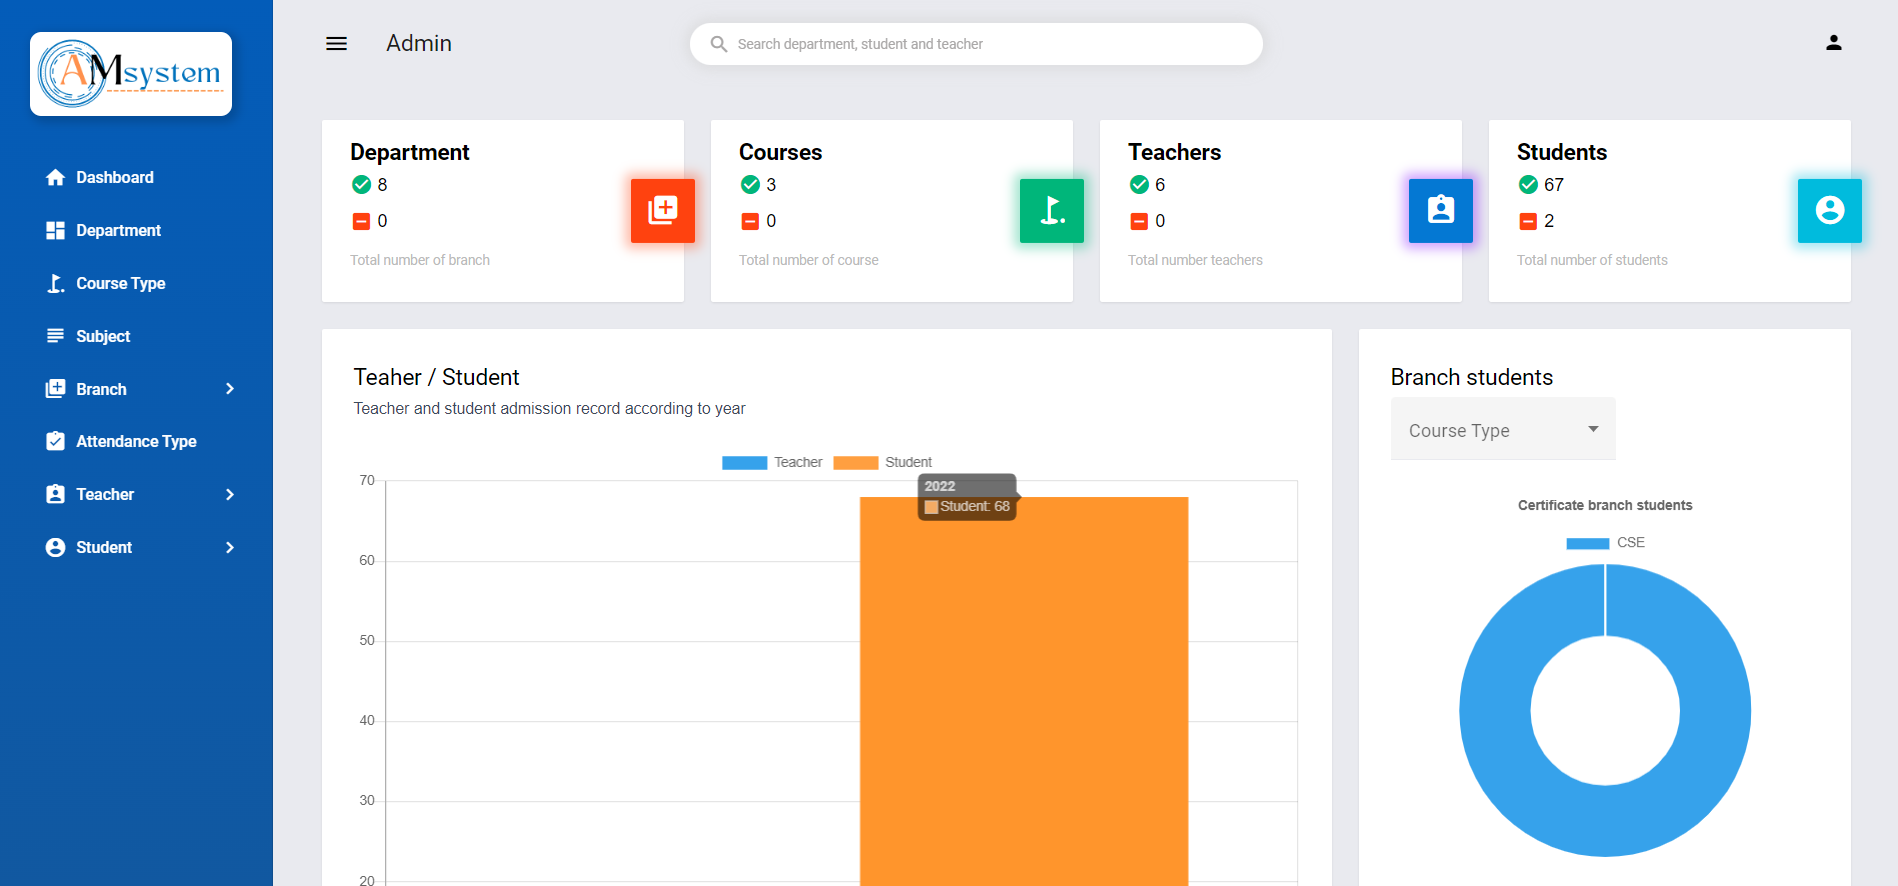 AMsystem
Dashboard
Department
Course Type
Subject
Branch
Attendance Type
Teacher
Student
Admin
Search department, student and teacher
Department
8
0
Total number of branch
Courses
3
0
Total number of course
Teachers
6
0
Total number teachers
Students
67
2
Total number of students
Teaher / Student
Teacher and student admission record according to year
Teacher Student
2022
Student: 68
70
60
50
40
30
20
Branch students
Course Type
Certificate branch students
CSE